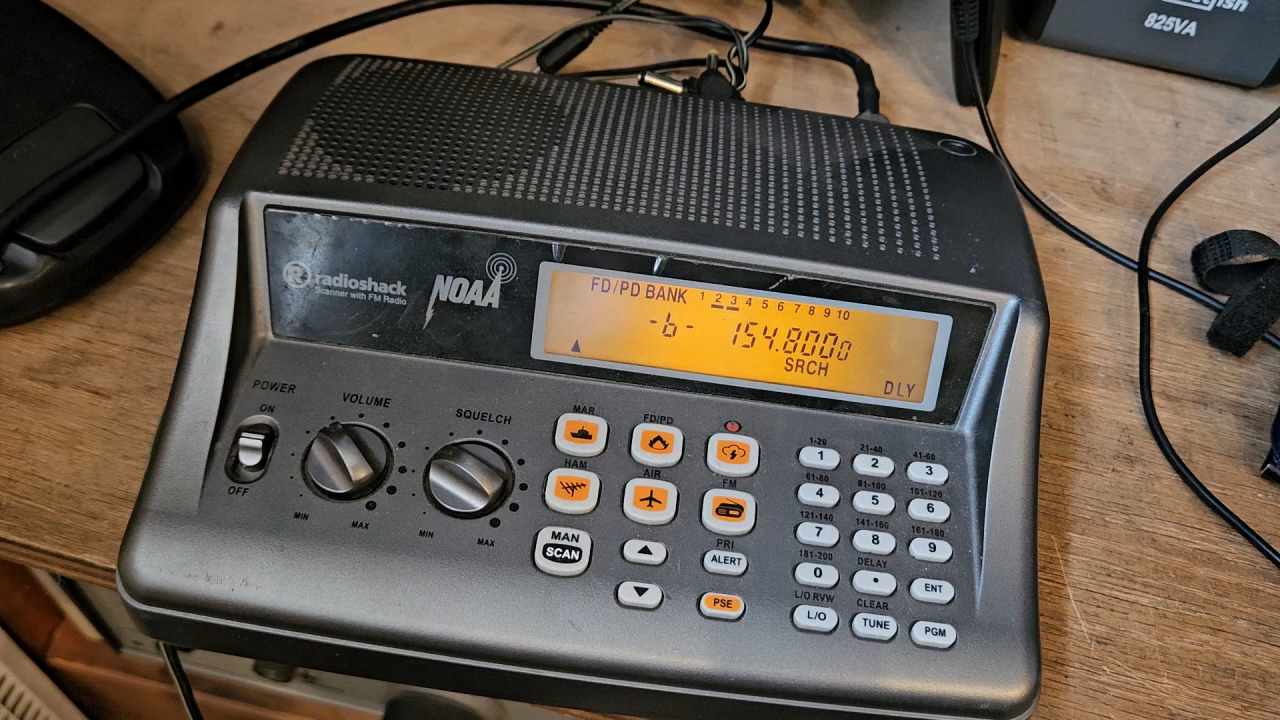 825VA
radioshack
Scanner with FM Radio
NOAA
FD/PD BANK 1 2 3 4 5 6 7 8 9 10
-b- 154.8000
SRCH
DLY
POWER
ON
OFF
VOLUME
MIN MAX
SQUELCH
MIN MAX
MAR FD/PD
HAM AIR FM
MAN
SCAN
PRI
ALERT
PSE
1-20 21-40 41-60
1 2 3
61-80 81-100 101-120
4 5 6
121-140 141-160 161-180
7 8 9
181-200 DELAY
0 • ENT
L/O RVW CLEAR
L/O TUNE PGM